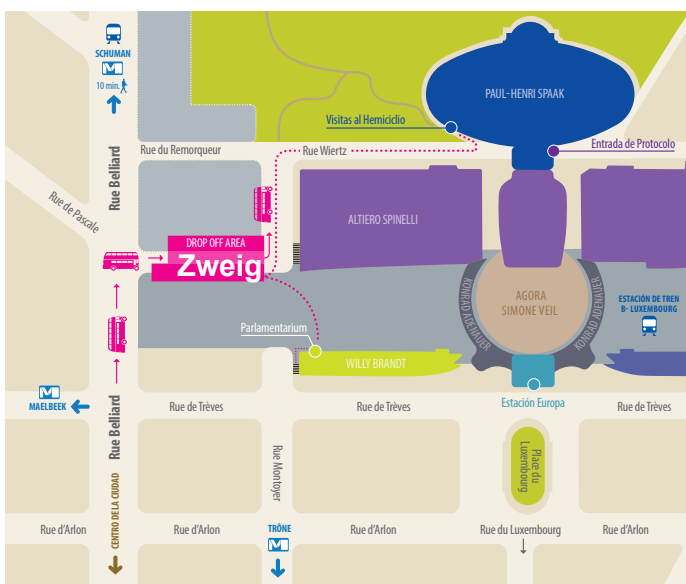 SCHUMAN
M
10 min.
PAUL-HENRI SPAAK
Visitas al Hemiciclo
Entrada de Protocolo
Rue du Remorqueur
Rue Wiertz
Rue Belliard
Rue de Pascale
ALTIERO SPINELLI
DROP OFF AREA
Zweig
KONRAD ADENAUER
AGORA
SIMONE VEIL
KONRAD ADENAUER
ESTACIÓN DE TREN
B- LUXEMBOURG
Parlamentarium
WILLY BRANDT
M
MAELBEEK
Rue de Trèves
Rue de Trèves
Estación Europa
Rue de Trèves
Rue Belliard
Rue Montoyer
Place du
Luxembourg
CENTRO DE LA CIUDAD
Rue d'Arlon
Rue d'Arlon
TRÔNE
M
Rue d'Arlon
Rue du Luxembourg
Rue d'Arlon